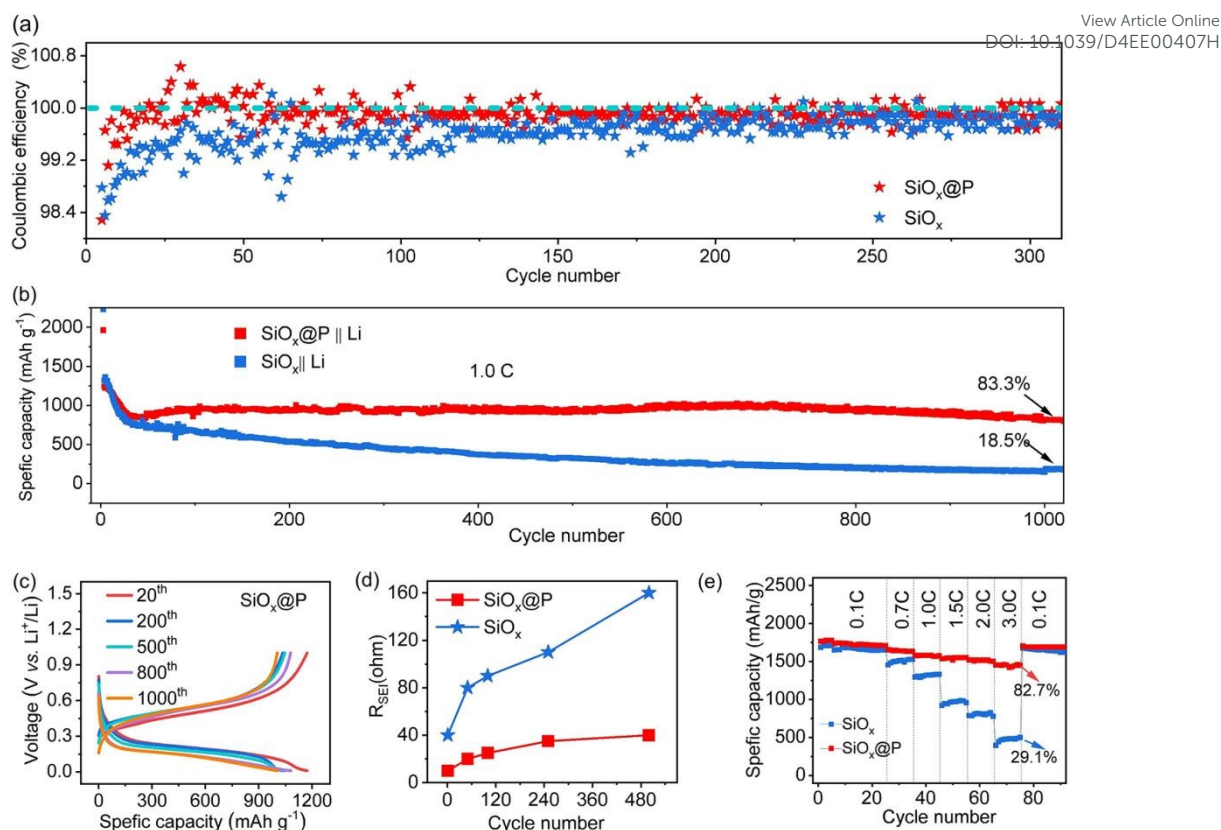 View Article Online
DOI: 10.1039/D4EE00407H
(a)
Coulombic efficiency (%)
100.8
100.0
99.2
98.4
SiOₓ@P
SiOₓ
0 50 100 150 200 250 300
Cycle number
(b)
Spefic capacity (mAh g⁻¹)
2000
1500
1000
500
0
SiOₓ@P || Li
SiOₓ|| Li
1.0 C
83.3%
18.5%
0 200 400 600 800 1000
Cycle number
(c)
Voltage (V vs. Li⁺/Li)
1.5
1.2
0.9
0.6
0.3
0.0
20ᵗʰ
200ᵗʰ
500ᵗʰ
800ᵗʰ
1000ᵗʰ
SiOₓ@P
0 300 600 900 1200
Spefic capacity (mAh g⁻¹)
(d)
R_SEI(ohm)
160
120
80
40
0
SiOₓ@P
SiOₓ
0 120 240 360 480
Cycle number
(e)
Spefic capacity (mAh/g)
2500
2000
1500
1000
500
0
0.1C
0.7C
1.0C
1.5C
2.0C
3.0C
0.1C
82.7%
29.1%
SiOₓ
SiOₓ@P
0 20 40 60 80
Cycle number